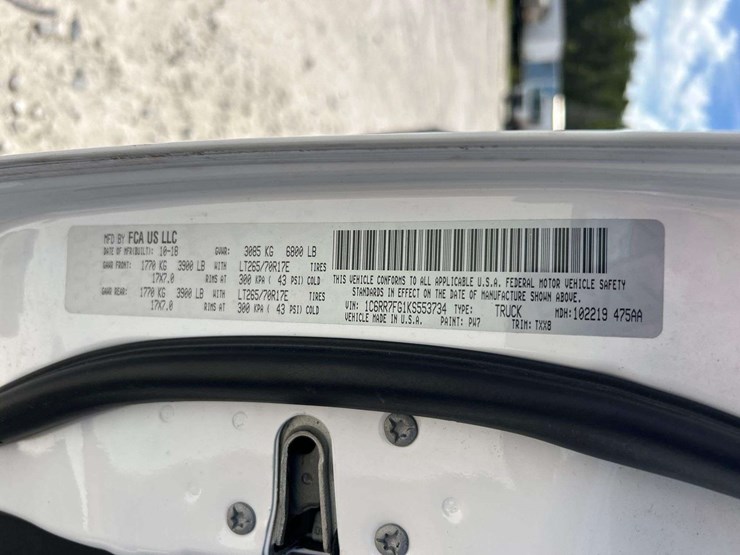 MFD BY FCA US LLC
DATE OF MFR(BUILT): 10-18 GVWR: 3085 KG 6800 LB
GAWR FRONT: 1770 KG 3900 LB WITH LT265/70R17E TIRES
17X7.0 RIMS AT 300 KPA ( 43 PSI) COLD
GAWR REAR: 1770 KG 3900 LB WITH LT265/70R17E TIRES
17X7.0 RIMS AT 300 KPA ( 43 PSI) COLD
THIS VEHICLE CONFORMS TO ALL APPLICABLE U.S.A. FEDERAL MOTOR VEHICLE SAFETY
STANDARDS IN EFFECT ON THE DATE OF MANUFACTURE SHOWN ABOVE.
VIN: 1C6RR7FG1KS553734 TYPE: TRUCK MDH: 102219 475AA
VEHICLE MADE IN U.S.A. PAINT: PW7 TRIM: TXX8